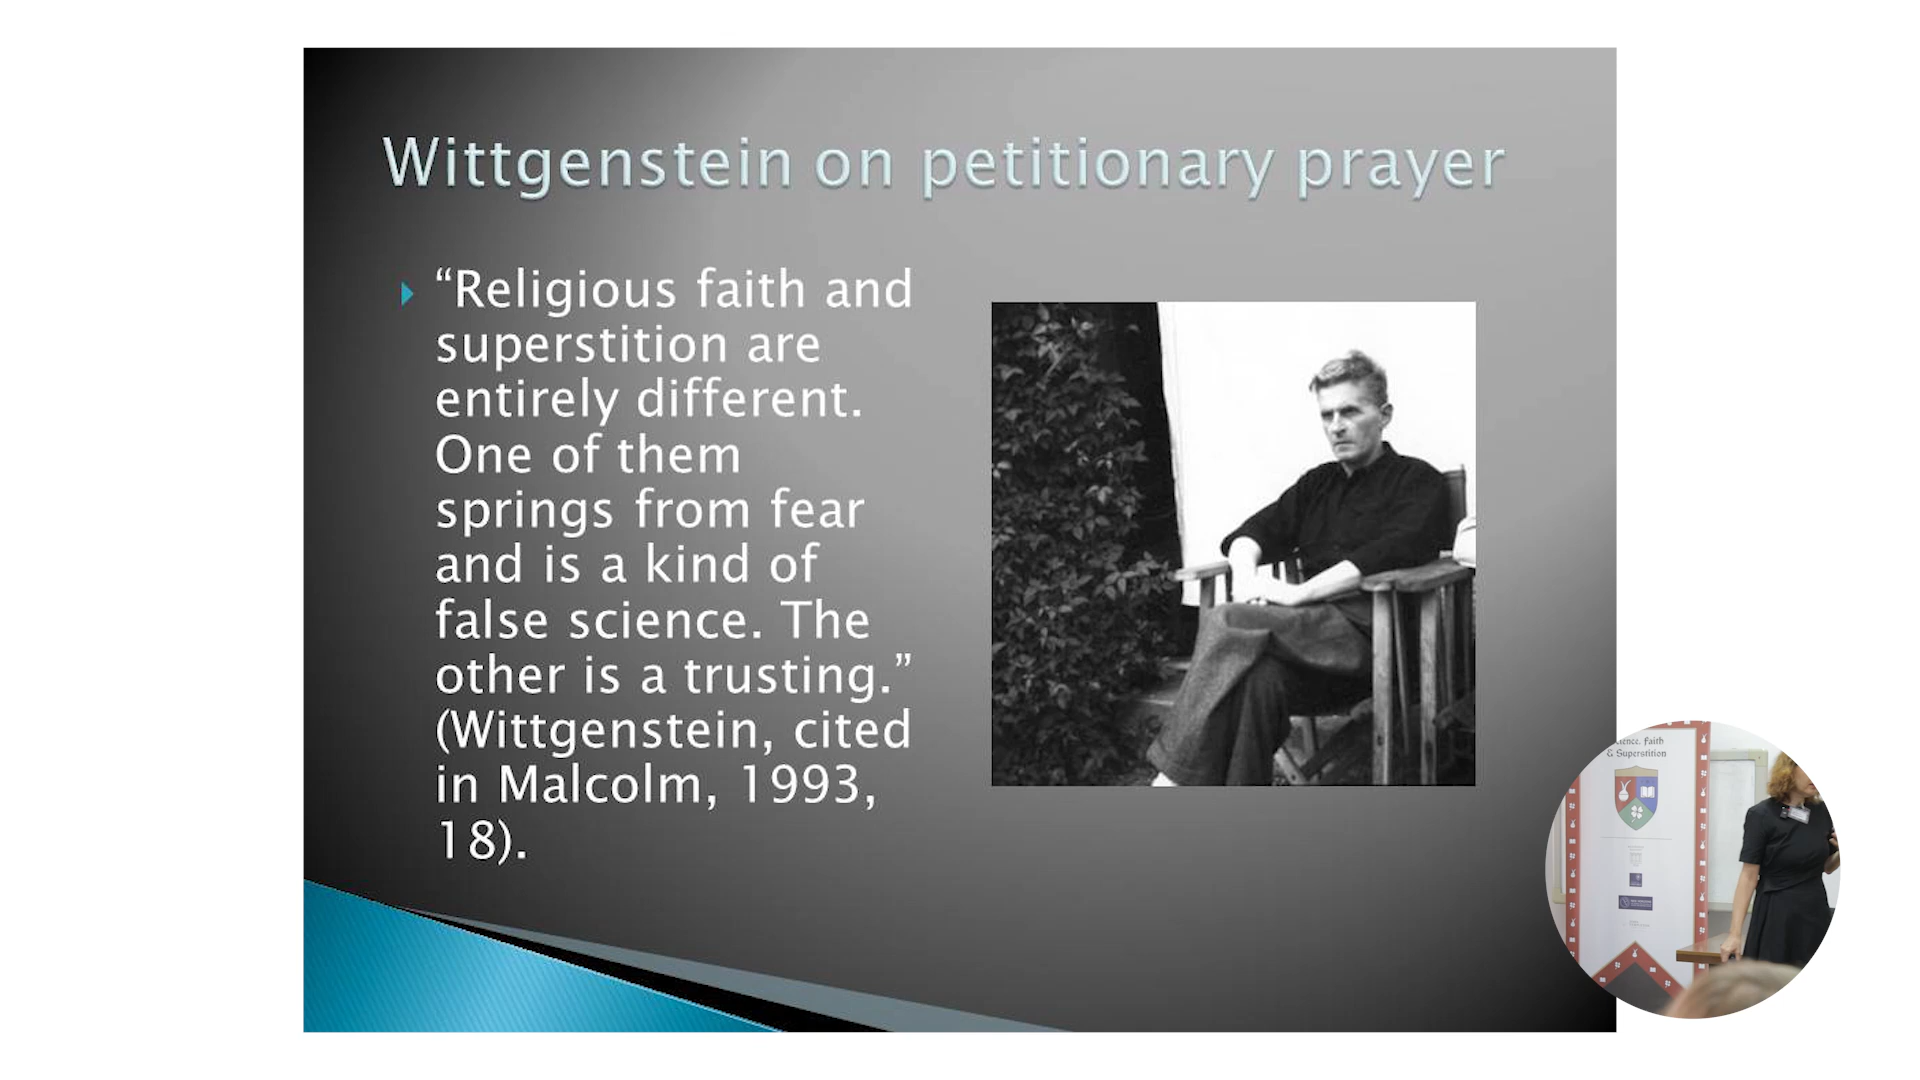 Wittgenstein on petitionary prayer
“Religious faith and
superstition are
entirely different.
One of them
springs from fear
and is a kind of
false science. The
other is a trusting.”
(Wittgenstein, cited
in Malcolm, 1993,
18).
Faith
& Superstition